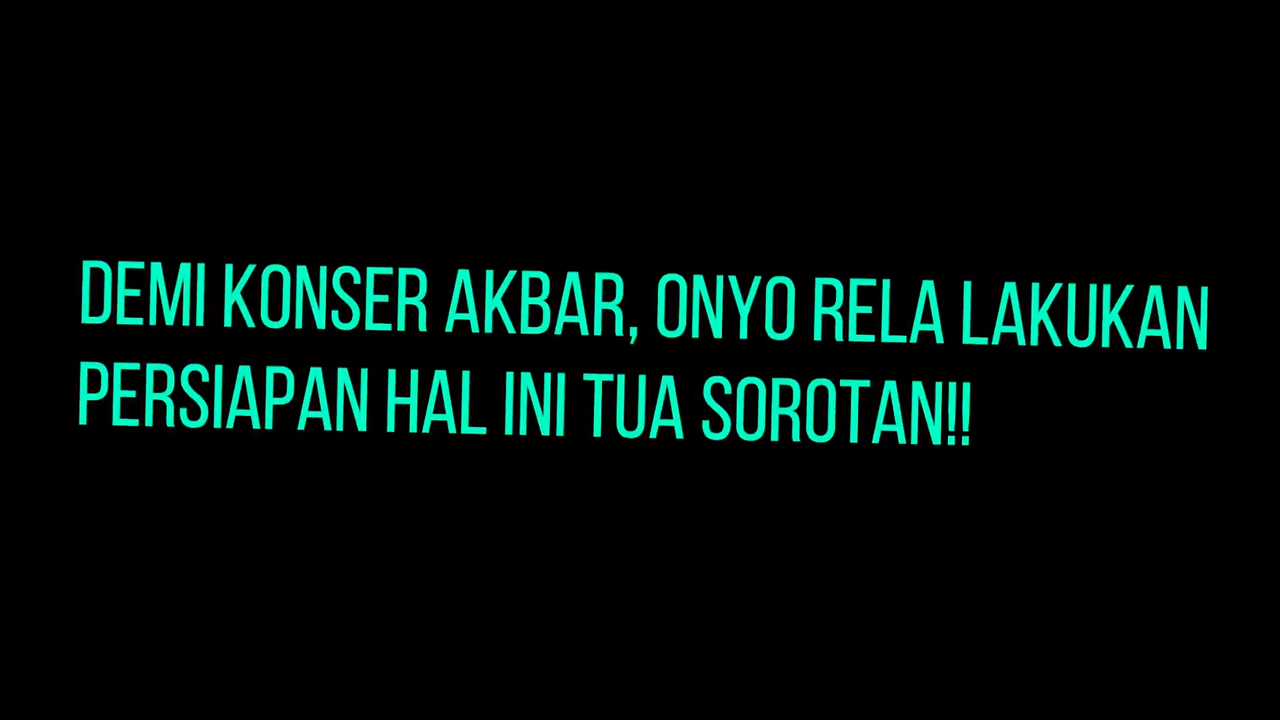 DEMI KONSER AKBAR, ONYO RELA LAKUKAN
PERSIAPAN HAL INI TUA SOROTAN!!